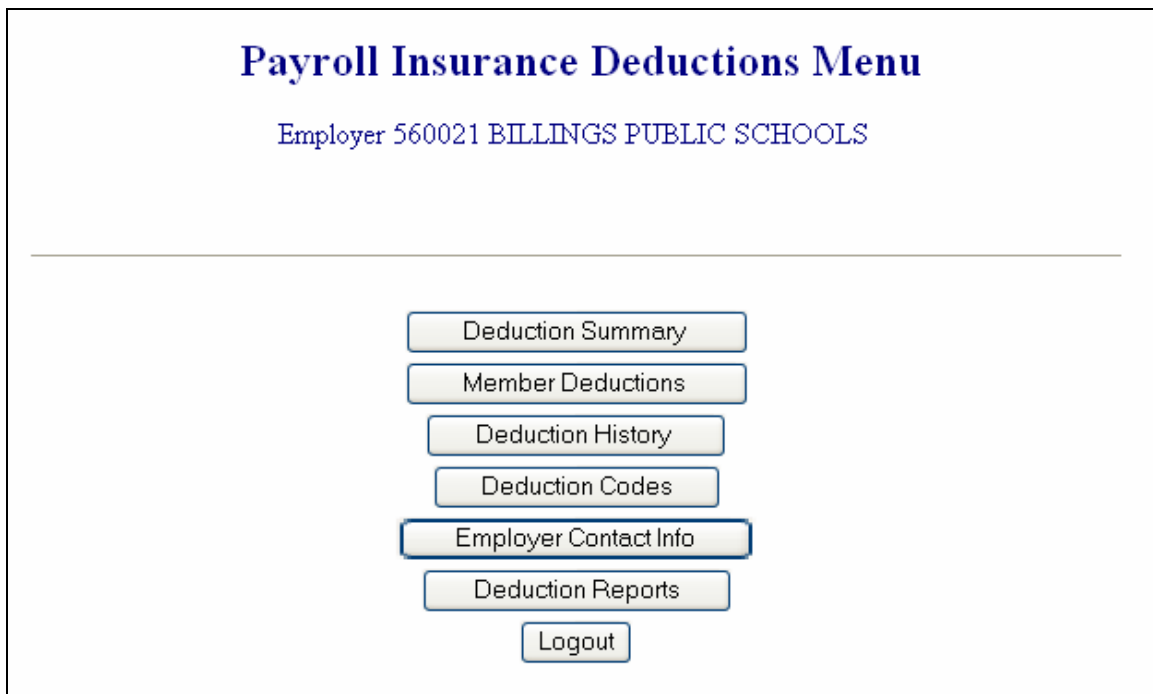 Payroll Insurance Deductions Menu
Employer 560021 BILLINGS PUBLIC SCHOOLS
Deduction Summary
Member Deductions
Deduction History
Deduction Codes
Employer Contact Info
Deduction Reports
Logout